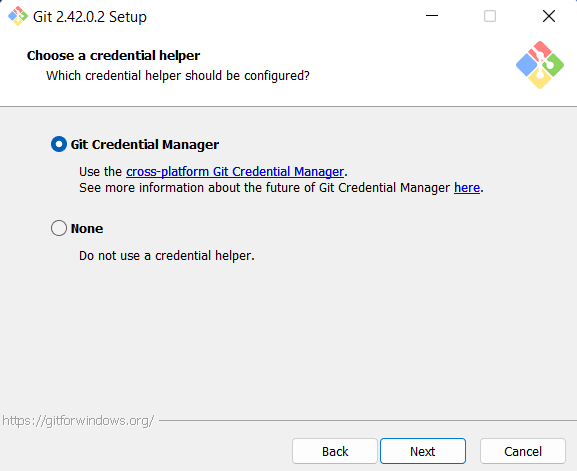 Git 2.42.0.2 Setup
Choose a credential helper
Which credential helper should be configured?
Git Credential Manager
Use the cross-platform Git Credential Manager.
See more information about the future of Git Credential Manager here.
None
Do not use a credential helper.
https://gitforwindows.org/
Back
Next
Cancel